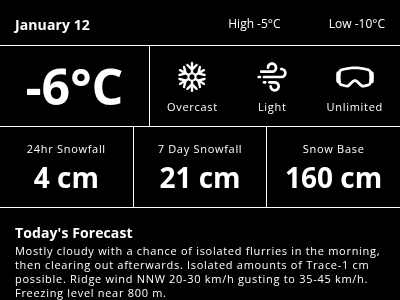 January 12 High -5°C Low -10°C
-6°C
Overcast Light Unlimited
24hr Snowfall 7 Day Snowfall Snow Base
4 cm 21 cm 160 cm
Today's Forecast
Mostly cloudy with a chance of isolated flurries in the morning,
then clearing out afterwards. Isolated amounts of Trace-1 cm
possible. Ridge wind NNW 20-30 km/h gusting to 35-45 km/h.
Freezing level near 800 m.